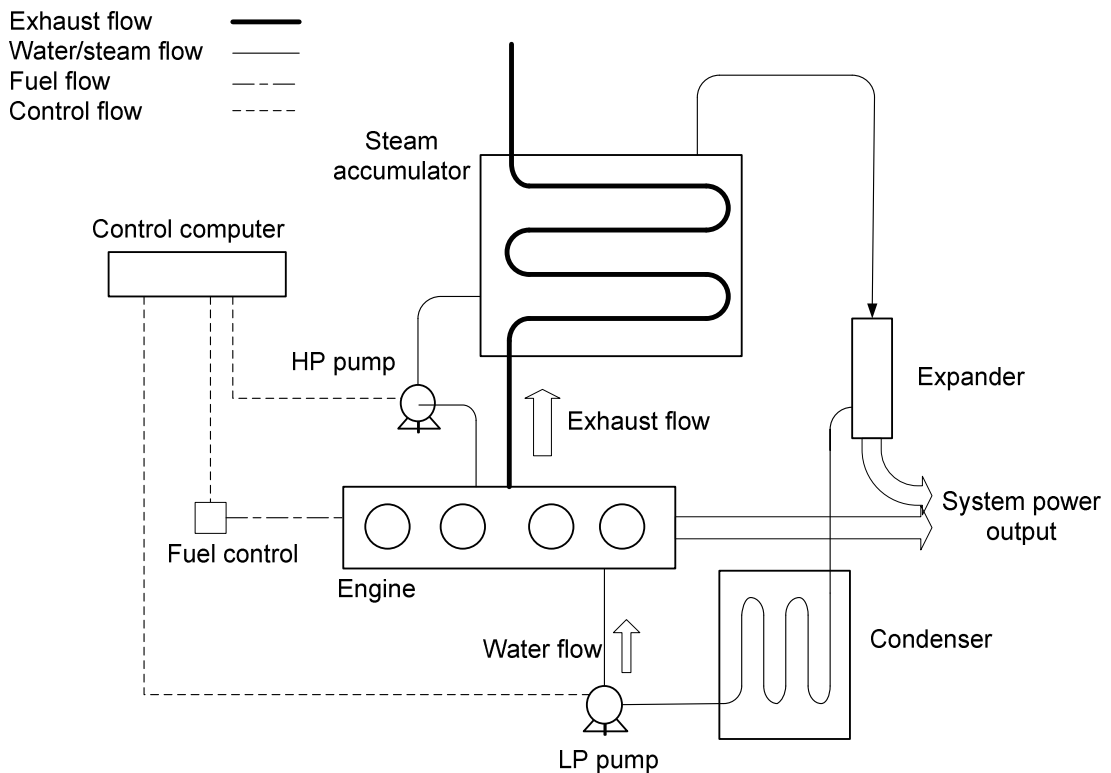 Exhaust flow
Water/steam flow
Fuel flow
Control flow
Steam
accumulator
Control computer
HP pump
Expander
Exhaust flow
System power
output
Fuel control
Engine
Water flow
Condenser
LP pump